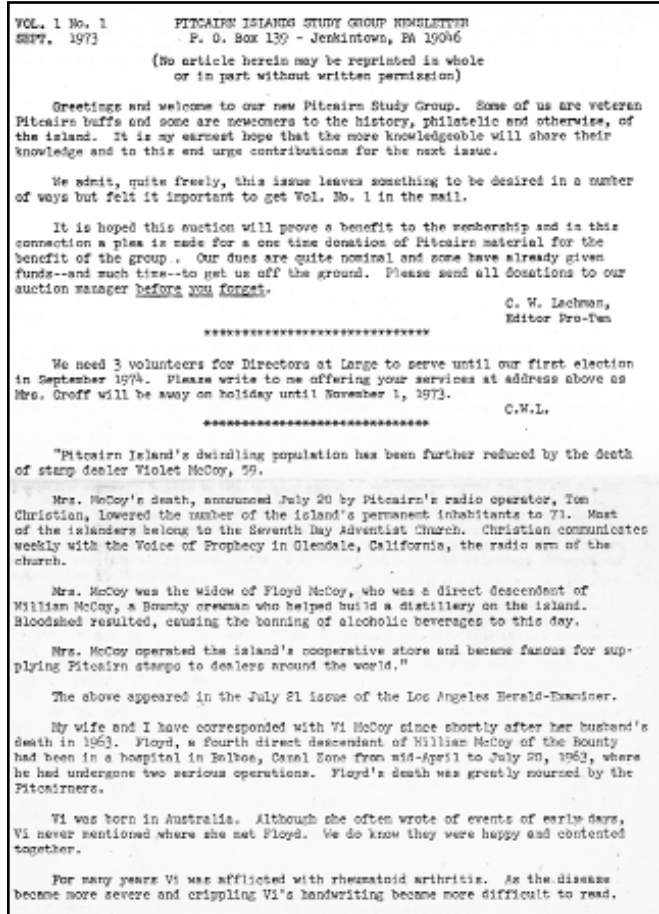 VOL. 1 No. 1 PITCAIRN ISLANDS STUDY GROUP NEWSLETTER
SEPT. 1973 P. O. Box 139 - Jenkintown, PA 19046
(No article herein may be reprinted in whole
or in part without written permission)
Greetings and welcome to our new Pitcairn Study Group. Some of us are veteran
Pitcairn buffs and some are newcomers to the history, philatelic and otherwise, of
the island. It is my earnest hope that the more knowledgeable will share their
knowledge and to this end urge contributions for the next issue.
We admit, quite freely, this issue leaves something to be desired in a number
of ways but felt it important to get Vol. No. 1 in the mail.
It is hoped this auction will prove a benefit to the membership and in this
connection a plea is made for a one time donation of Pitcairn material for the
benefit of the group. Our dues are quite nominal and some have already given
funds--and much time--to get us off the ground. Please send all donations to our
auction manager before you forget.
C. W. Lachman,
Editor Pro-Tem
******************************
We need 3 volunteers for Directors at Large to serve until our first election
in September 1974. Please write to me offering your services at address above as
Mrs. Groff will be away on holiday until November 1, 1973.
C.W.L.
******************************
"Pitcairn Island's dwindling population has been further reduced by the death
of stamp dealer Violet McCoy, 59.
Mrs. McCoy's death, announced July 20 by Pitcairn's radio operator, Tom
Christian, lowered the number of the island's permanent inhabitants to 71. Most
of the islanders belong to the Seventh Day Adventist Church. Christian communicates
weekly with the Voice of Prophecy in Glendale, California, the radio arm of the
church.
Mrs. McCoy was the widow of Floyd McCoy, who was a direct descendant of
William McCoy, a Bounty crewman who helped build a distillery on the island.
Bloodshed resulted, causing the banning of alcoholic beverages to this day.
Mrs. McCoy operated the island's cooperative store and became famous for sup-
plying Pitcairn stamps to dealers around the world."
The above appeared in the July 21 issue of the Los Angeles Herald-Examiner.
My wife and I have corresponded with Vi McCoy since shortly after her husband's
death in 1963. Floyd, a fourth direct descendant of William McCoy of the Bounty
had been in a hospital in Balboa, Canal Zone from mid-April to July 20, 1963, where
he had undergone two serious operations. Floyd's death was greatly mourned by the
Pitcairners.
Vi was born in Australia. Although she often wrote of events of early days,
Vi never mentioned where she met Floyd. We do know they were happy and contented
together.
For many years Vi was afflicted with rheumatoid arthritis. As the disease
became more severe and crippling Vi's handwriting became more difficult to read.